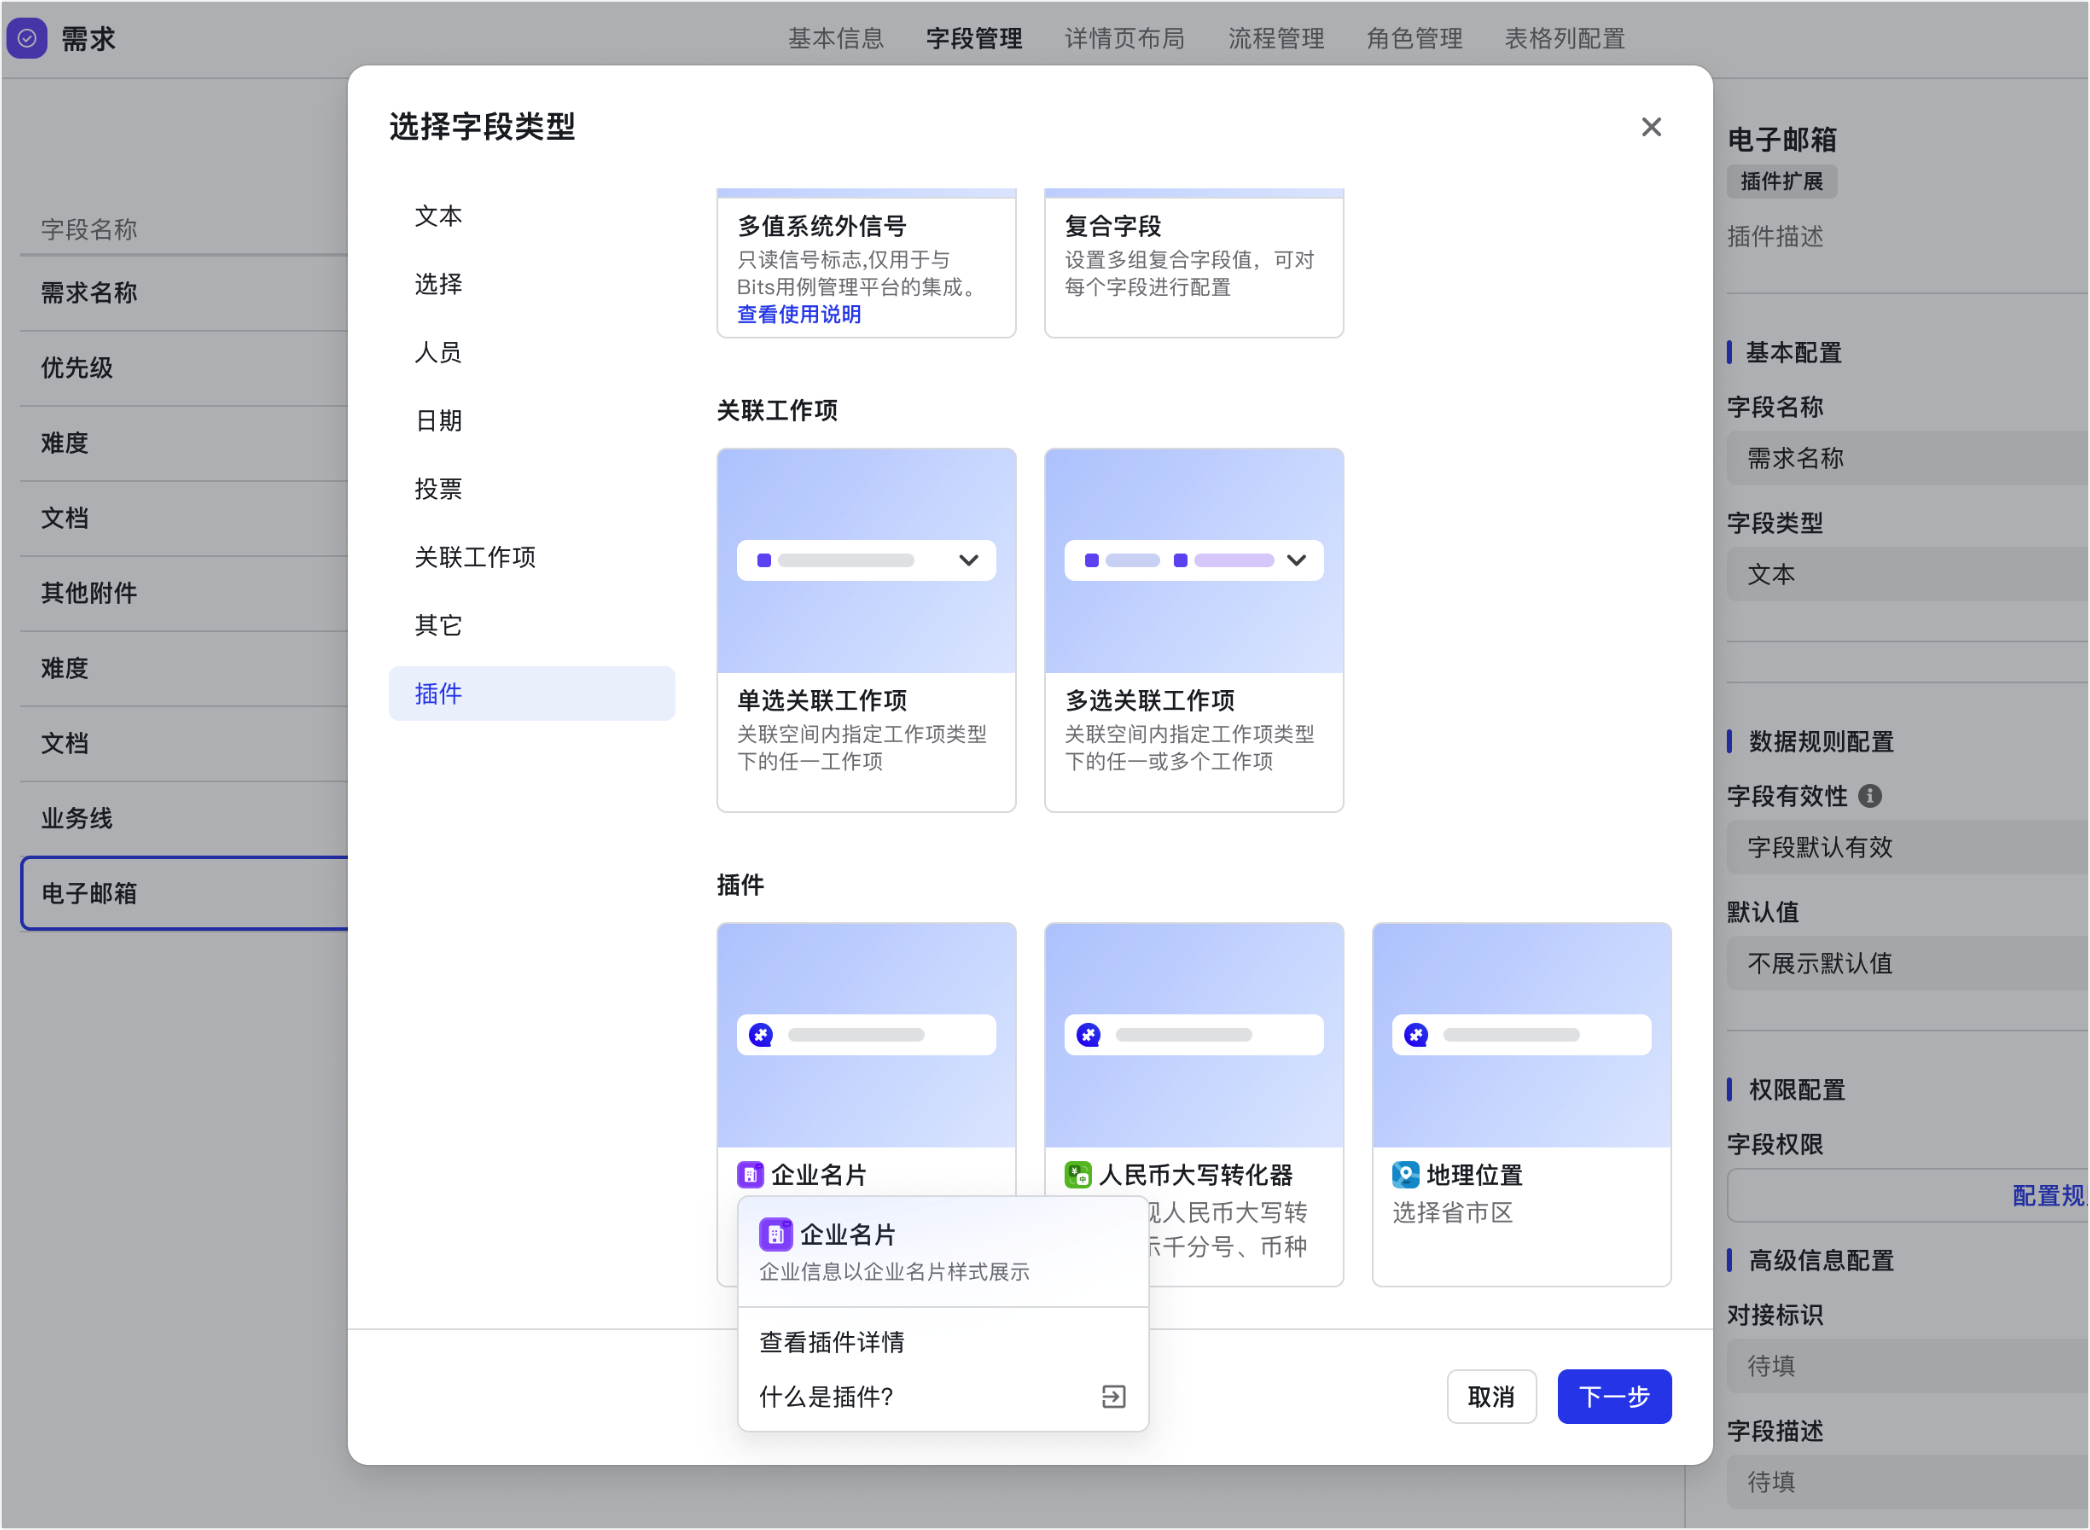 需求
基本信息
字段管理
详情页布局
流程管理
角色管理
表格列配置
字段名称
需求名称
优先级
难度
文档
其他附件
难度
文档
业务线
电子邮箱
选择字段类型
文本
选择
人员
日期
投票
关联工作项
其它
插件
多值系统外信号
只读信号标志,仅用于与
Bits用例管理平台的集成。
查看使用说明
复合字段
设置多组复合字段值，可对
每个字段进行配置
关联工作项
单选关联工作项
关联空间内指定工作项类型
下的任一工作项
多选关联工作项
关联空间内指定工作项类型
下的任一或多个工作项
插件
企业名片
人民币大写转化器
人民币大写转
千分号、币种
地理位置
选择省市区
企业名片
企业信息以企业名片样式展示
查看插件详情
什么是插件?
取消
下一步
电子邮箱
插件扩展
插件描述
基本配置
字段名称
需求名称
字段类型
文本
数据规则配置
字段有效性
字段默认有效
默认值
不展示默认值
权限配置
字段权限
配置规
高级信息配置
对接标识
待填
字段描述
待填